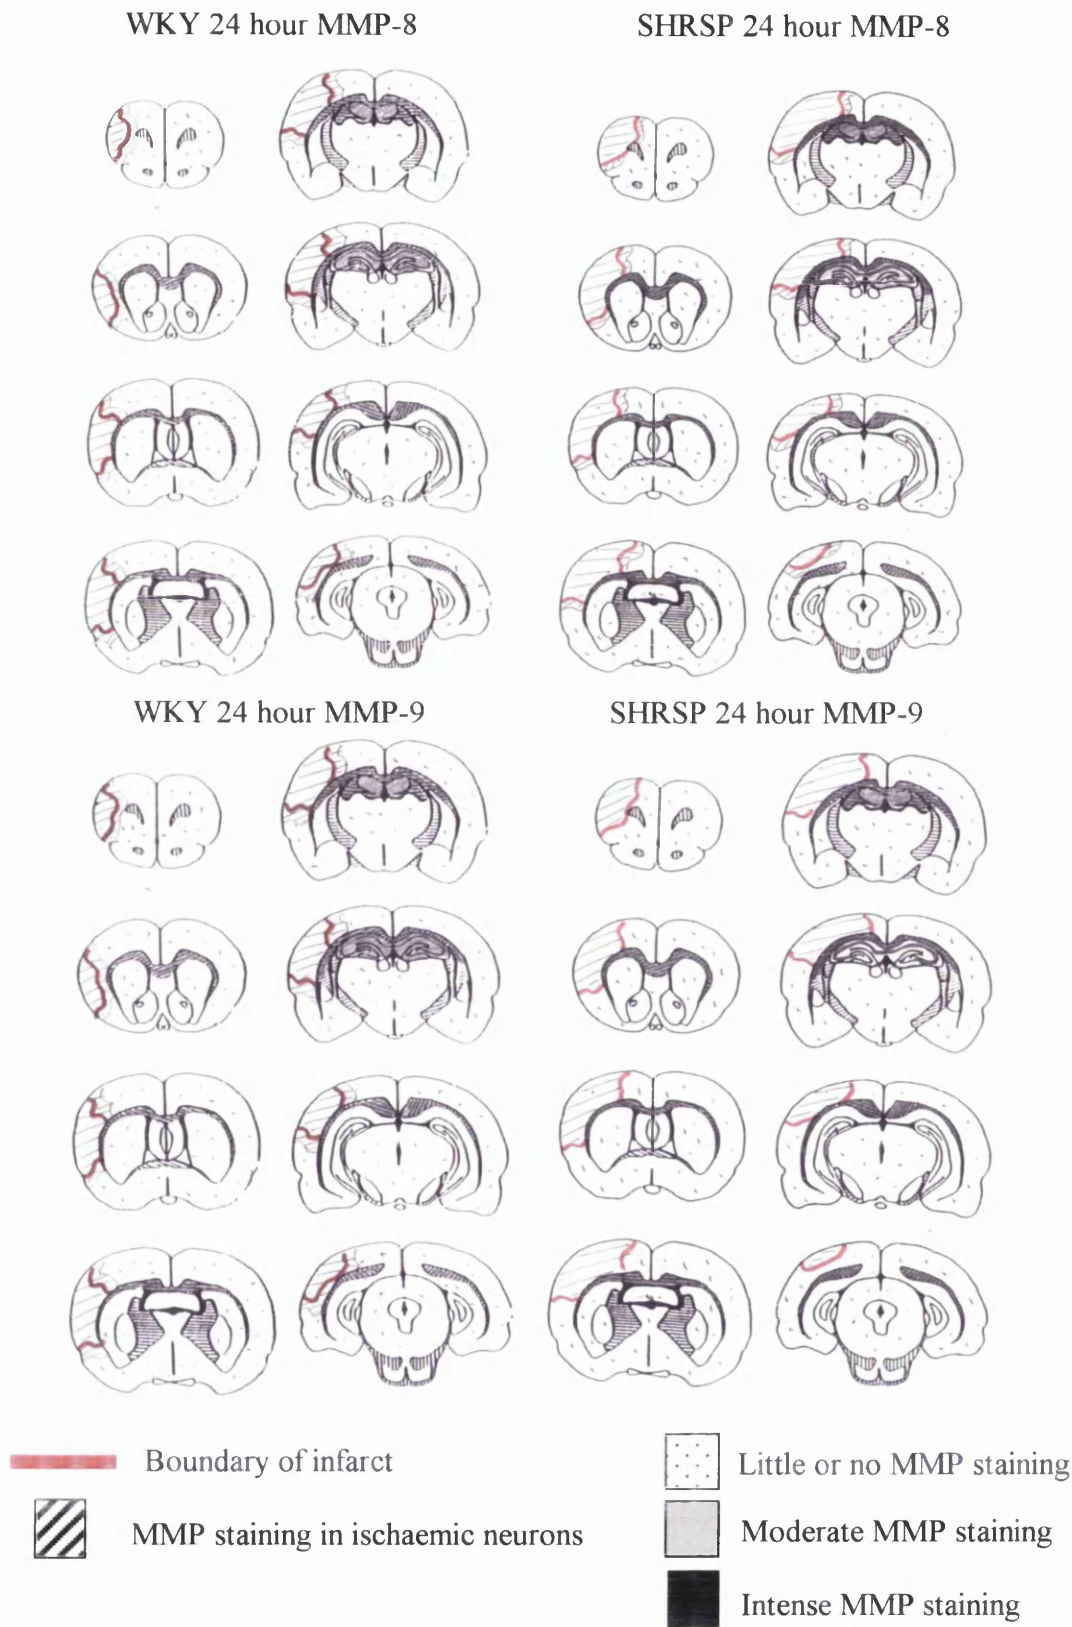 WKY 24 hour MMP-8
SHRSP 24 hour MMP-8
WKY 24 hour MMP-9
SHRSP 24 hour MMP-9
Boundary of infarct
MMP staining in ischaemic neurons
Little or no MMP staining
Moderate MMP staining
Intense MMP staining